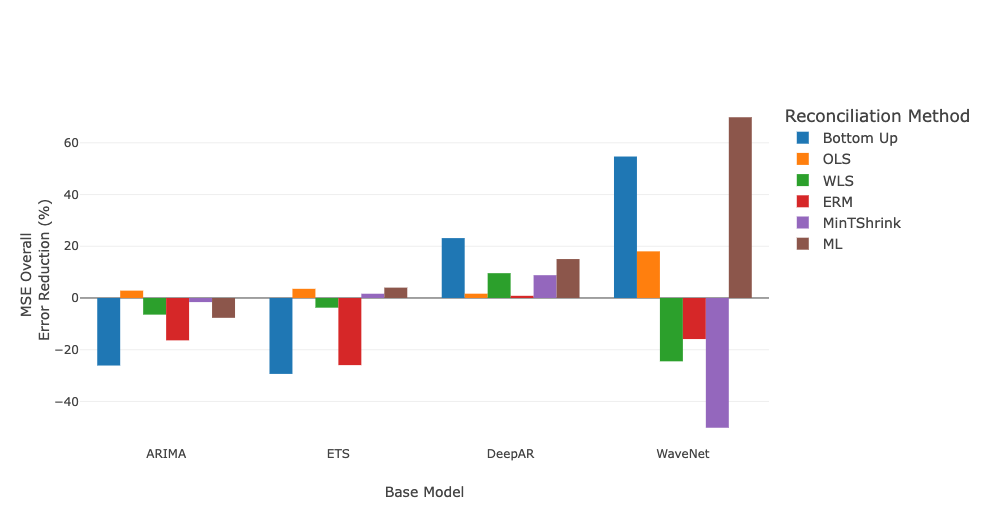 Reconciliation Method
Bottom Up
OLS
WLS
ERM
MinTShrink
ML
MSE Overall
Error Reduction (%)
60
40
20
0
−20
−40
ARIMA
ETS
DeepAR
WaveNet
Base Model